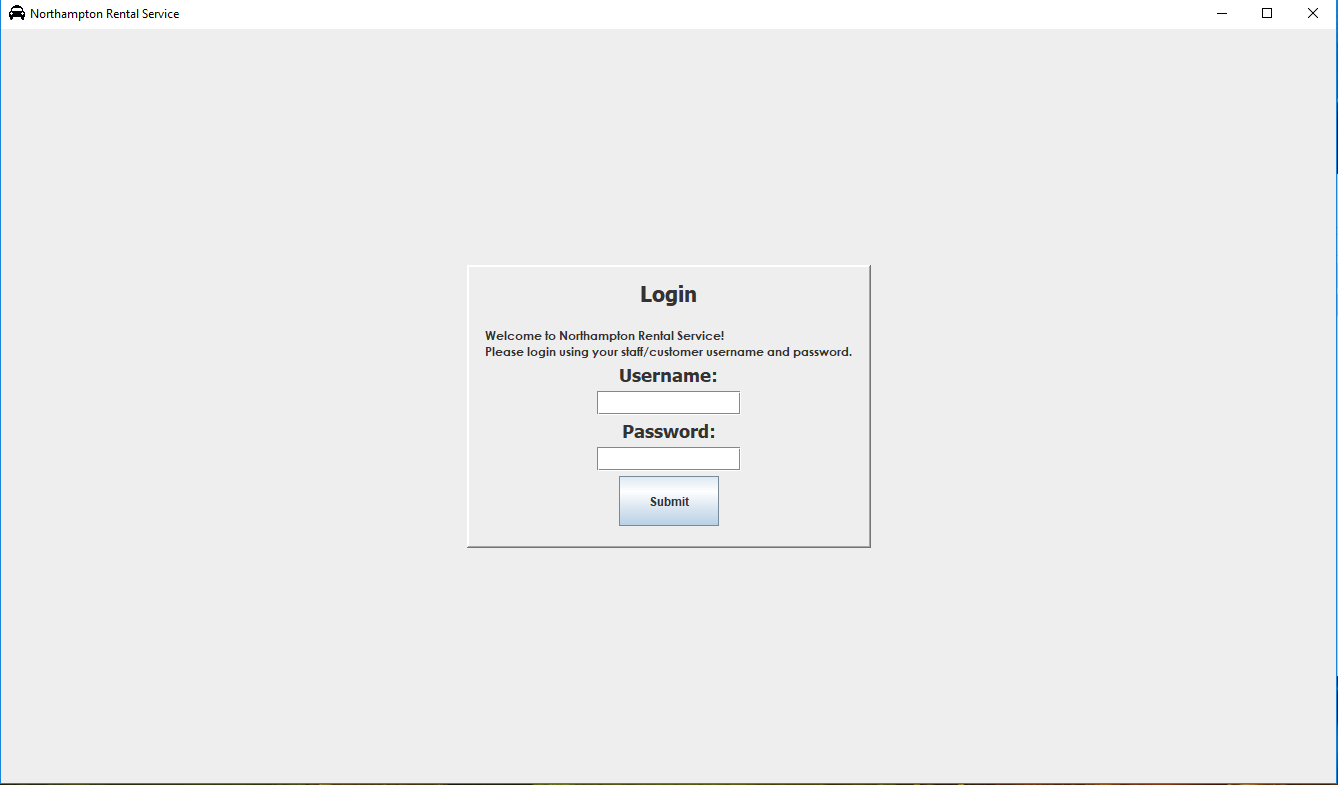 Northampton Rental Service
Login
Welcome to Northampton Rental Service!
Please login using your staff/customer username and password.
Username:
Password:
Submit